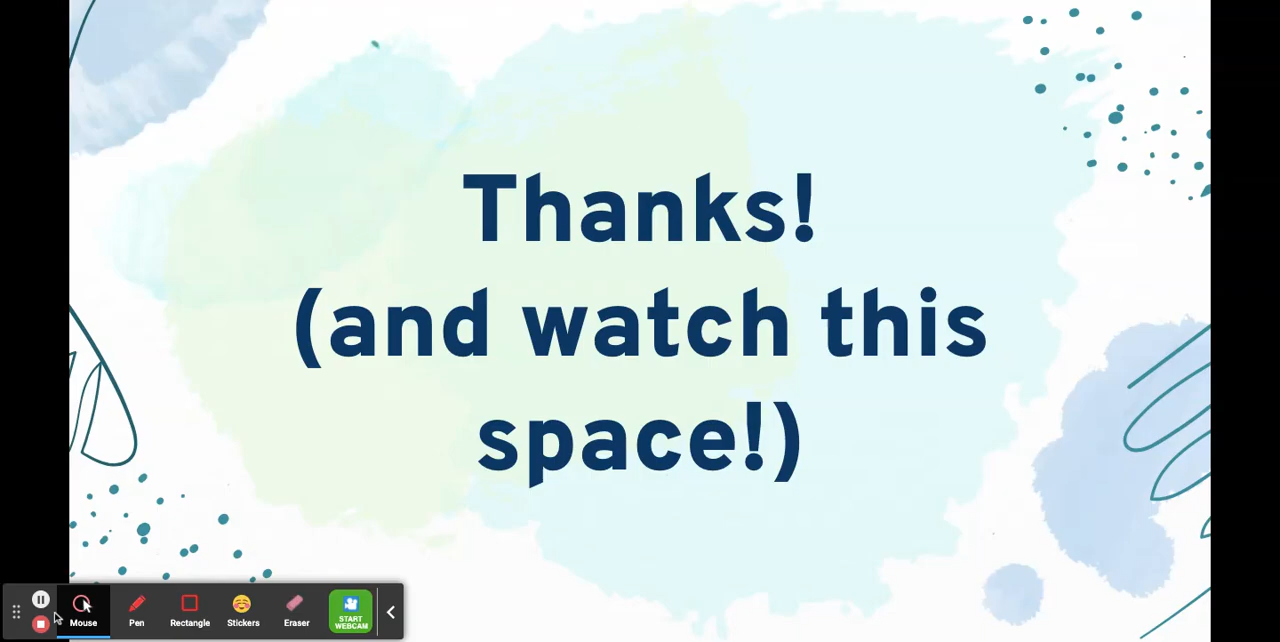 Thanks!
(and watch this
space!)
Mouse
Pen
Rectangle
Stickers
Eraser
START
WEBCAM